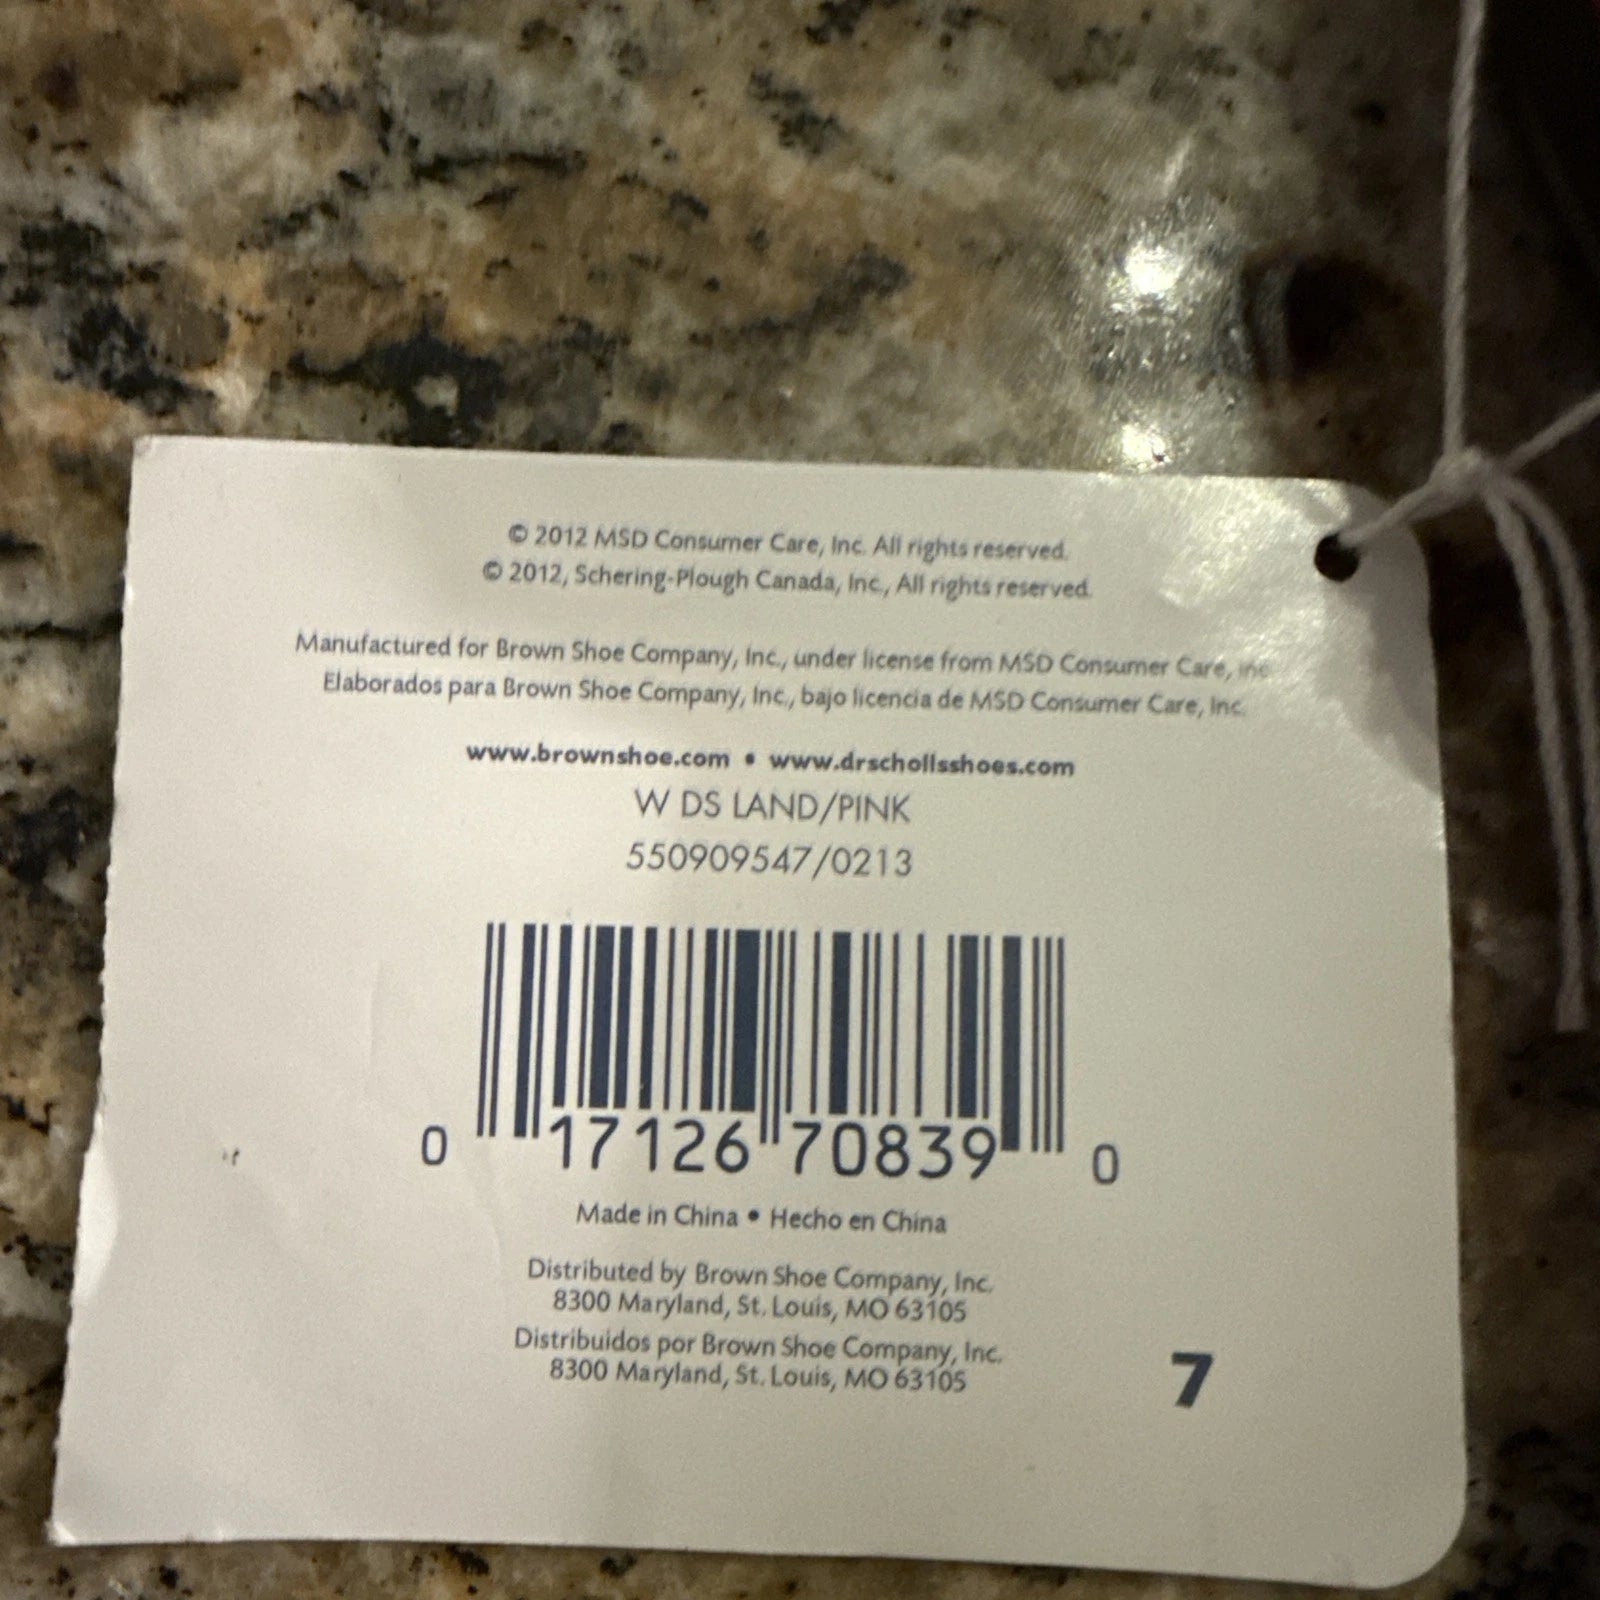 © 2012 MSD Consumer Care, Inc. All rights reserved.
© 2012, Schering-Plough Canada, Inc., All rights reserved.
Manufactured for Brown Shoe Company, Inc., under license from MSD Consumer Care, Inc.
Elaborados para Brown Shoe Company, Inc., bajo licencia de MSD Consumer Care, Inc.
www.brownshoe.com • www.drschollsshoes.com
W DS LAND/PINK
550909547/0213
0 17126 70839 0
Made in China • Hecho en China
Distributed by Brown Shoe Company, Inc.
8300 Maryland, St. Louis, MO 63105
Distribuidos por Brown Shoe Company, Inc.
8300 Maryland, St. Louis, MO 63105
7